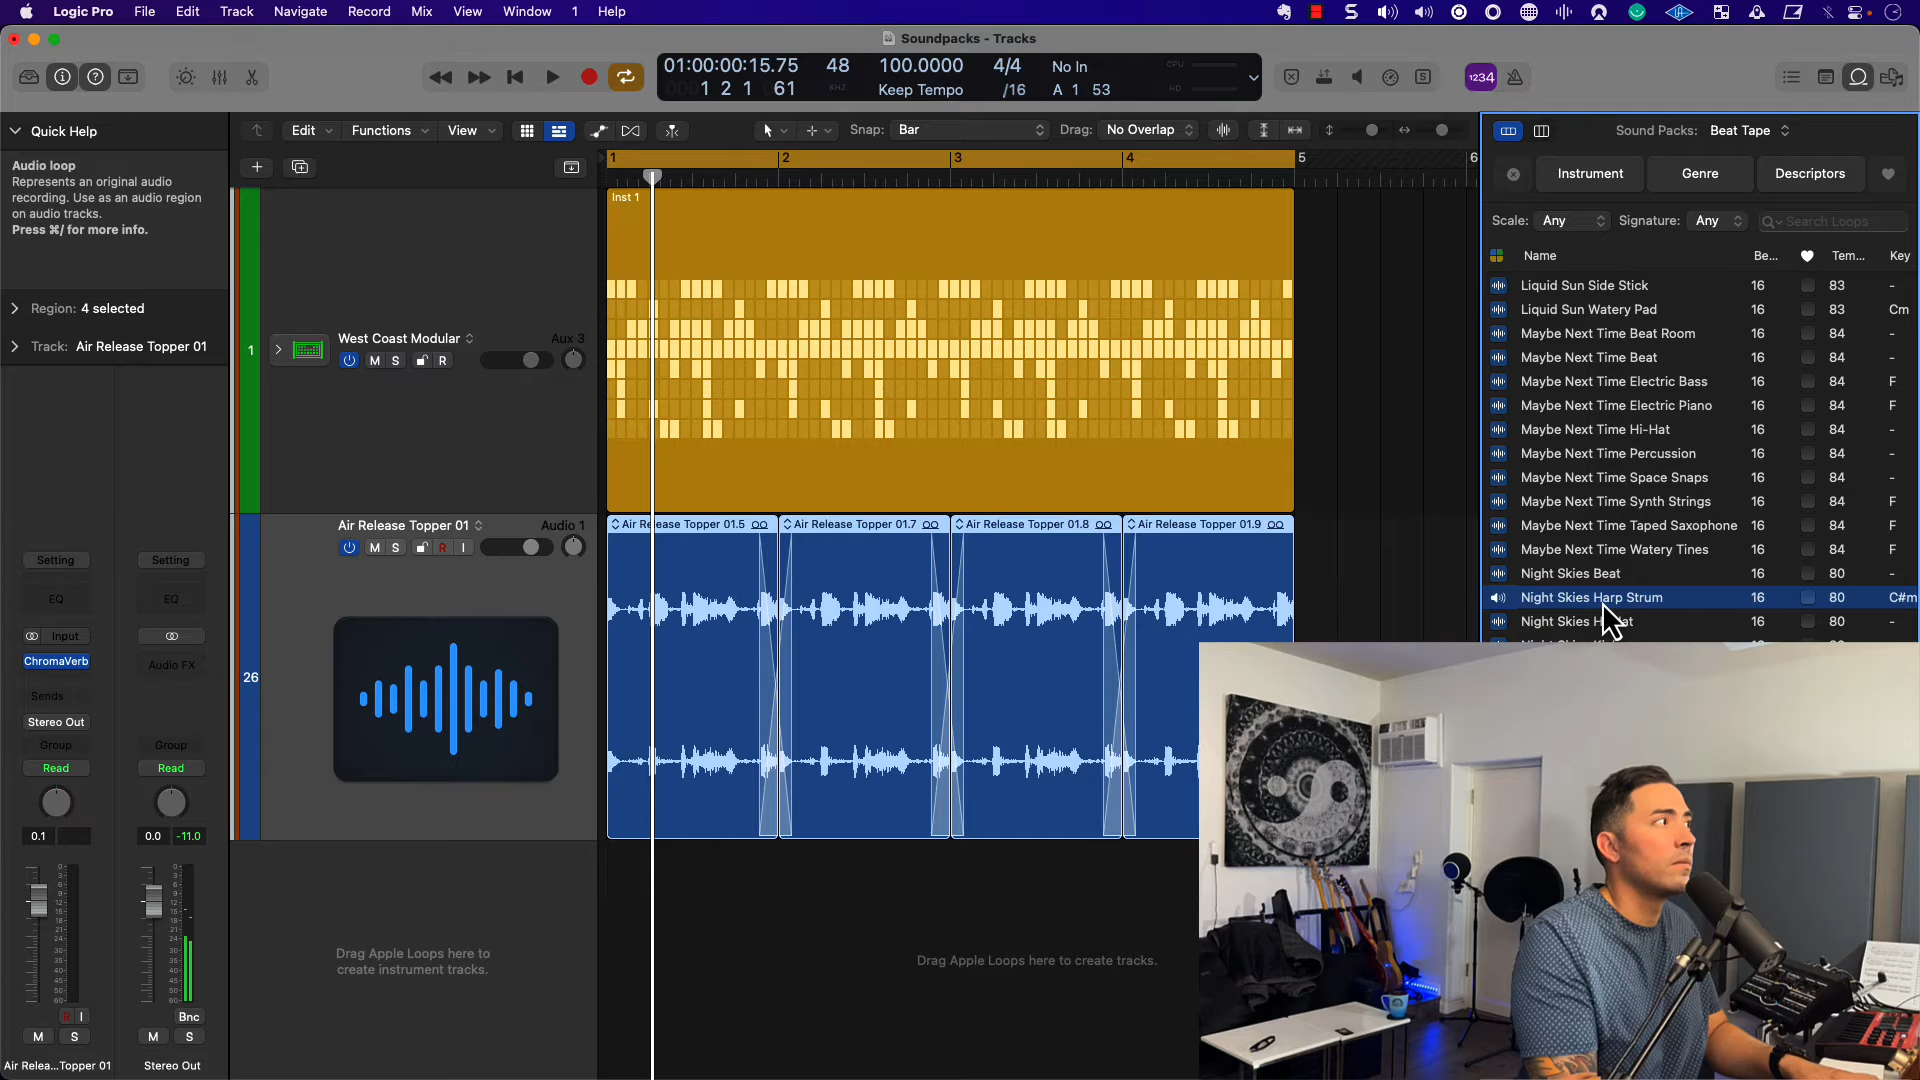 Logic Pro File Edit Track Navigate Record Mix View Window 1 Help
Soundpacks - Tracks
01:00:00:15.75 48 100.0000 4/4 No In
CPU
1 2 1 61 KHZ Keep Tempo /16 A 1 53
HD
1234
Quick Help
Audio loop
Represents an original audio
recording. Use as an audio region
on audio tracks.
Press ⌘/ for more info.
Region: 4 selected
Track: Air Release Topper 01
Edit Functions View Snap: Bar Drag: No Overlap
1 2 3 4 5 6
Inst 1
1 West Coast Modular Aux 3
M S R
26 Air Release Topper 01 Audio 1
M S R I
Air Release Topper 01.5 Air Release Topper 01.7 Air Release Topper 01.8 Air Release Topper 01.9
Drag Apple Loops here to
create instrument tracks.
Drag Apple Loops here to create tracks.
Setting Setting
EQ EQ
Input
ChromaVerb Audio FX
Sends
Stereo Out
Group Group
Read Read
0.1 0.0 -11.0
R I Bnc
M S M S
Air Relea...Topper 01 Stereo Out
Sound Packs: Beat Tape
Instrument Genre Descriptors
Scale: Any Signature: Any Search Loops
Name Be... Tem... Key
Liquid Sun Side Stick 16 83 -
Liquid Sun Watery Pad 16 83 Cm
Maybe Next Time Beat Room 16 84 -
Maybe Next Time Beat 16 84 -
Maybe Next Time Electric Bass 16 84 F
Maybe Next Time Electric Piano 16 84 F
Maybe Next Time Hi-Hat 16 84 -
Maybe Next Time Percussion 16 84 -
Maybe Next Time Space Snaps 16 84 -
Maybe Next Time Synth Strings 16 84 F
Maybe Next Time Taped Saxophone 16 84 F
Maybe Next Time Watery Tines 16 84 F
Night Skies Beat 16 80 -
Night Skies Harp Strum 16 80 C#m
Night Skies 16 80 -